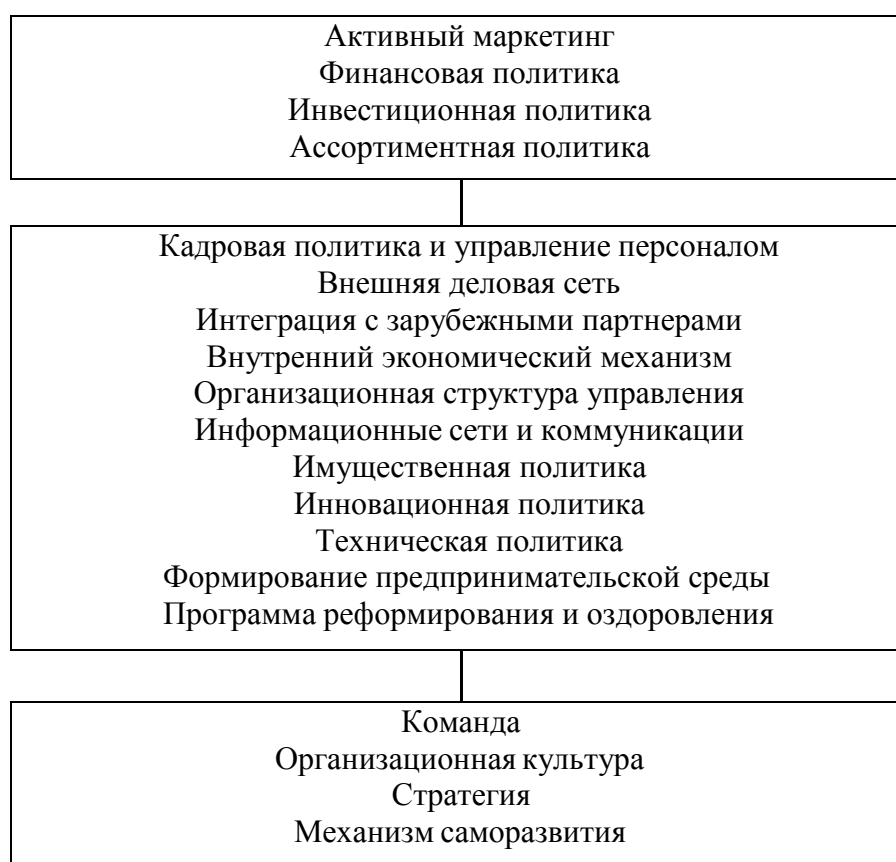 Активный маркетинг
Финансовая политика
Инвестиционная политика
Ассортиментная политика
Кадровая политика и управление персоналом
Внешняя деловая сеть
Интеграция с зарубежными партнерами
Внутренний экономический механизм
Организационная структура управления
Информационные сети и коммуникации
Имущественная политика
Инновационная политика
Техническая политика
Формирование предпринимательской среды
Программа реформирования и оздоровления
Команда
Организационная культура
Стратегия
Механизм саморазвития